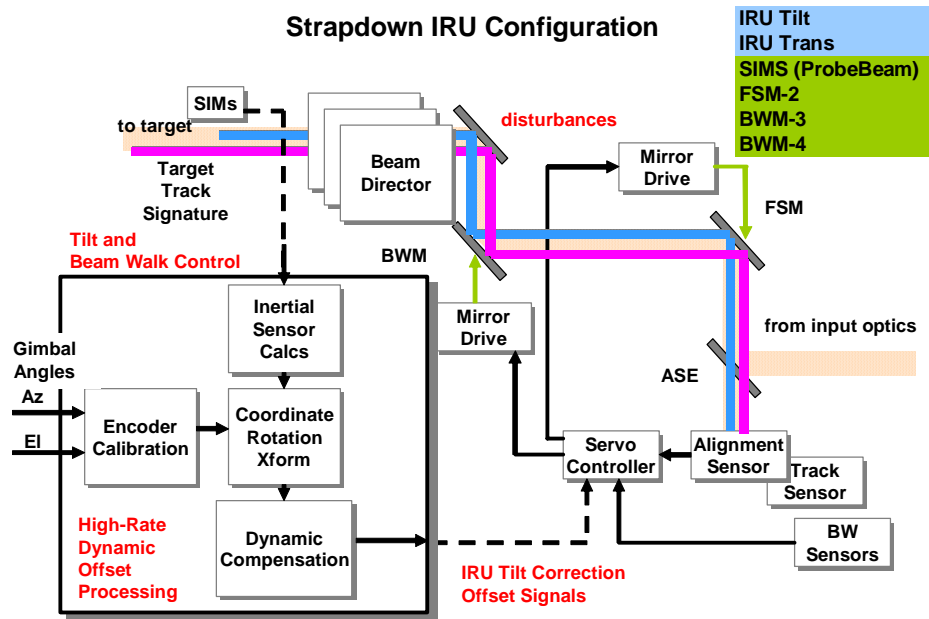 Strapdown IRU Configuration
IRU Tilt
IRU Trans
SIMS (ProbeBeam)
FSM-2
BWM-3
BWM-4
SIMs
to target
Target
Track
Signature
Beam
Director
disturbances
Mirror
Drive
FSM
Tilt and
Beam Walk Control
BWM
Mirror
Drive
from input optics
ASE
Gimbal
Angles
Az
El
Inertial
Sensor
Calcs
Encoder
Calibration
Coordinate
Rotation
Xform
Servo
Controller
Alignment
Sensor
Track
Sensor
BW
Sensors
High-Rate
Dynamic
Offset
Processing
Dynamic
Compensation
IRU Tilt Correction
Offset Signals